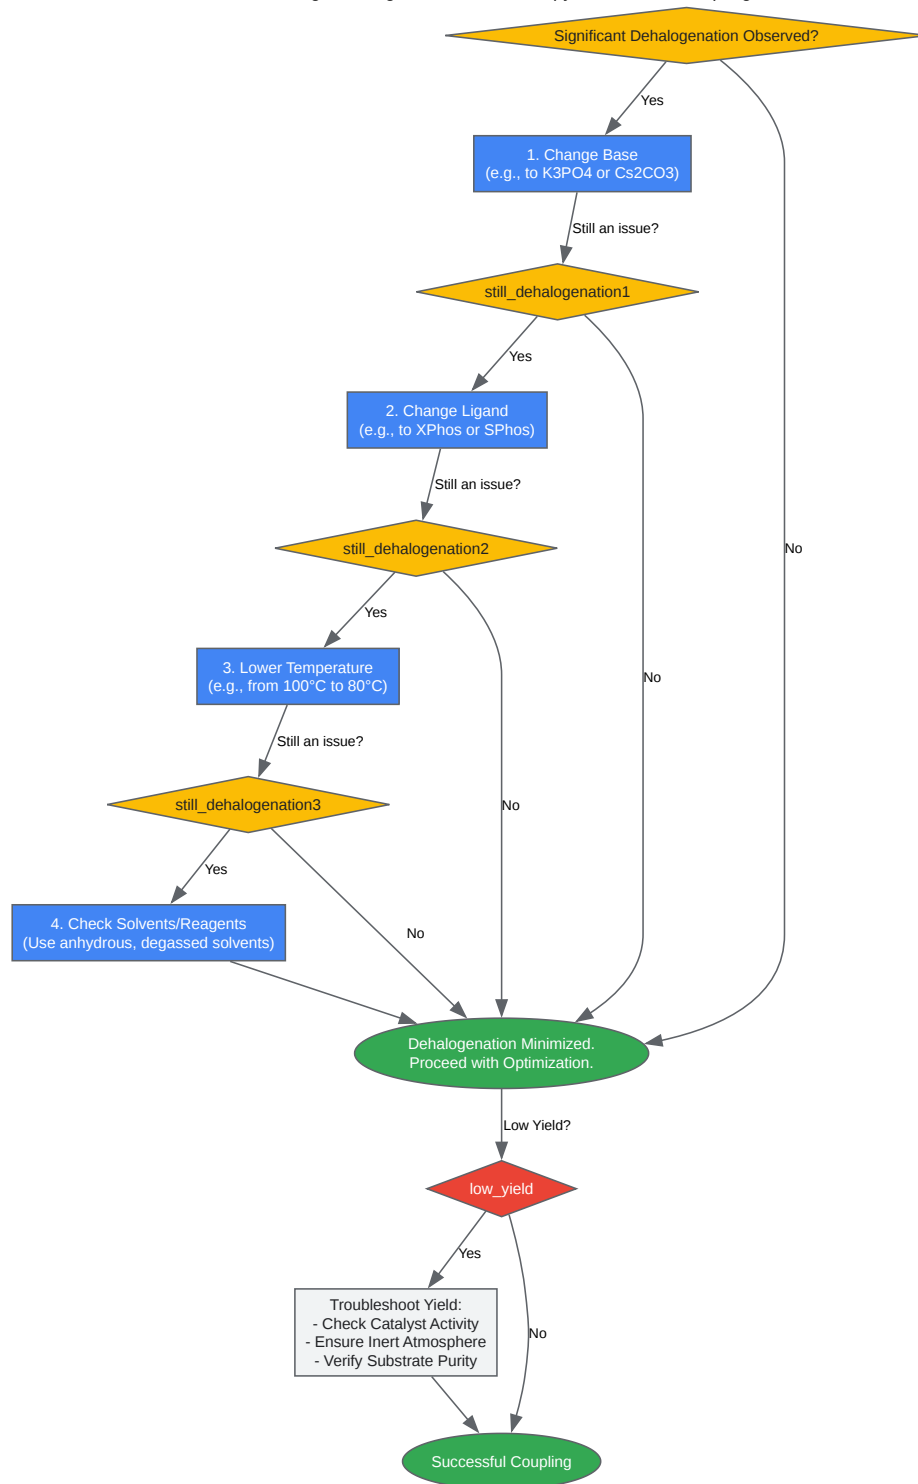 Significant Dehalogenation Observed?
Yes
1. Change Base
(e.g., to K3PO4 or Cs2CO3)
Still an issue?
still_dehalogenation1
Yes
2. Change Ligand
(e.g., to XPhos or SPhos)
Still an issue?
still_dehalogenation2
No
Yes
3. Lower Temperature
(e.g., from 100°C to 80°C)
No
Still an issue?
still_dehalogenation3
No
Yes
4. Check Solvents/Reagents
(Use anhydrous, degassed solvents)
No
Dehalogenation Minimized.
Proceed with Optimization.
Low Yield?
low_yield
Yes
Troubleshoot Yield:
- Check Catalyst Activity
- Ensure Inert Atmosphere
- Verify Substrate Purity
No
Successful Coupling